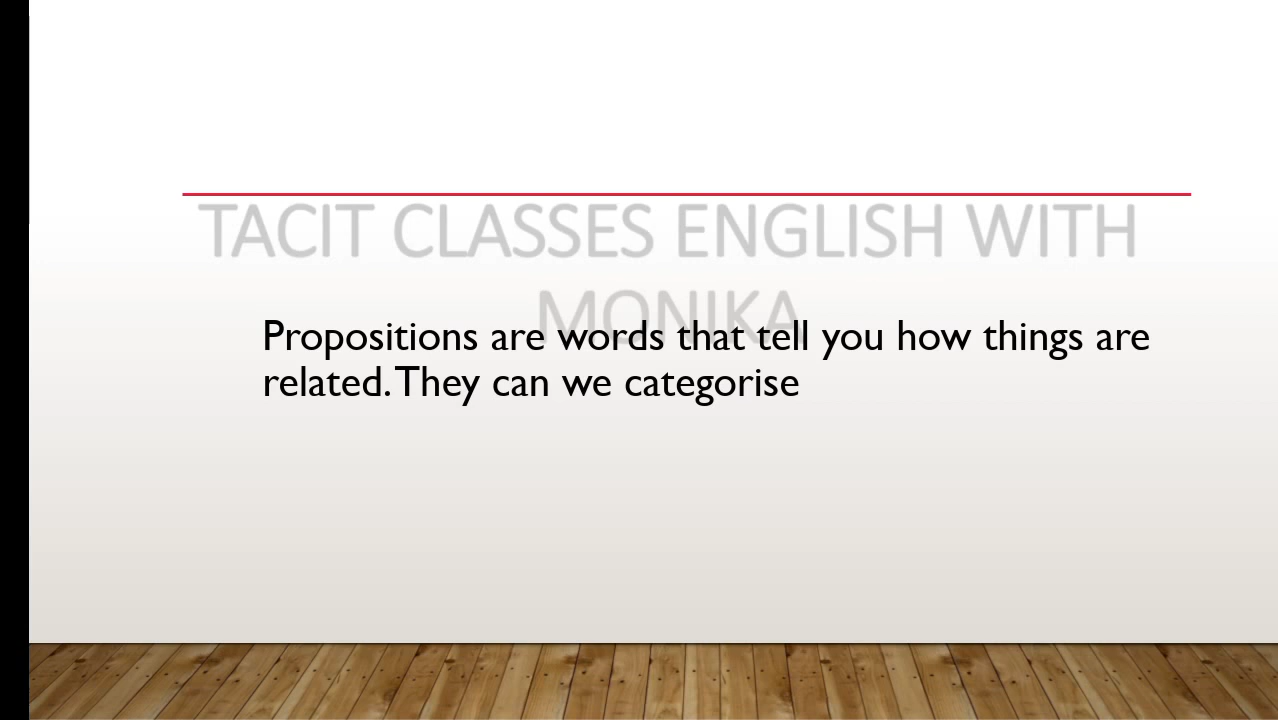 TACIT CLASSES ENGLISH WITH
MONIKA
Propositions are words that tell you how things are
related. They can we categorise